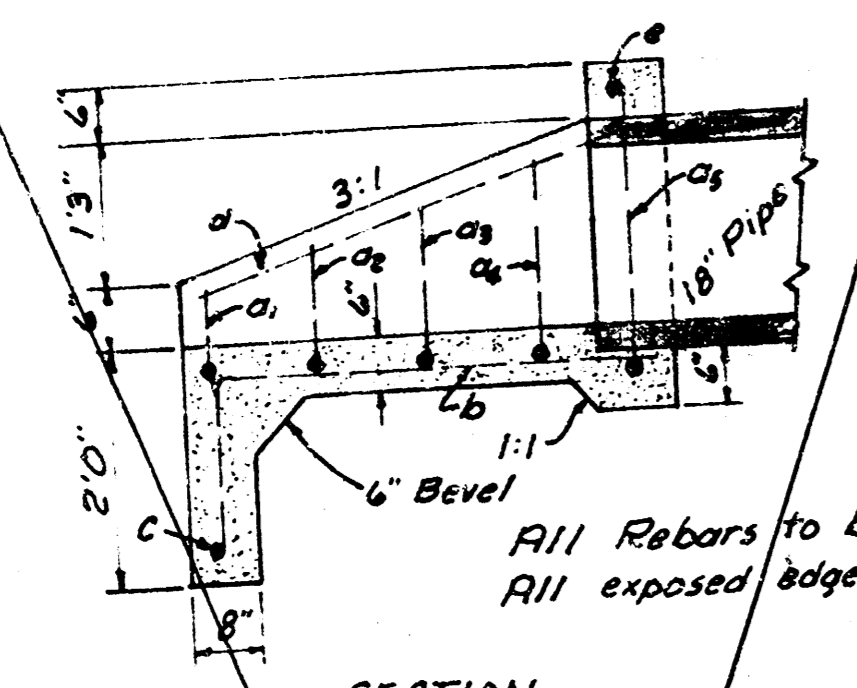 e
6"
1'3"
3:1
a5
d
a2
a3
a4
18" Pipe
a1
6"
6"
6"
b
1:1
2'0"
6" Bevel
c
All Rebars to
All exposed edge
8"
SECTION